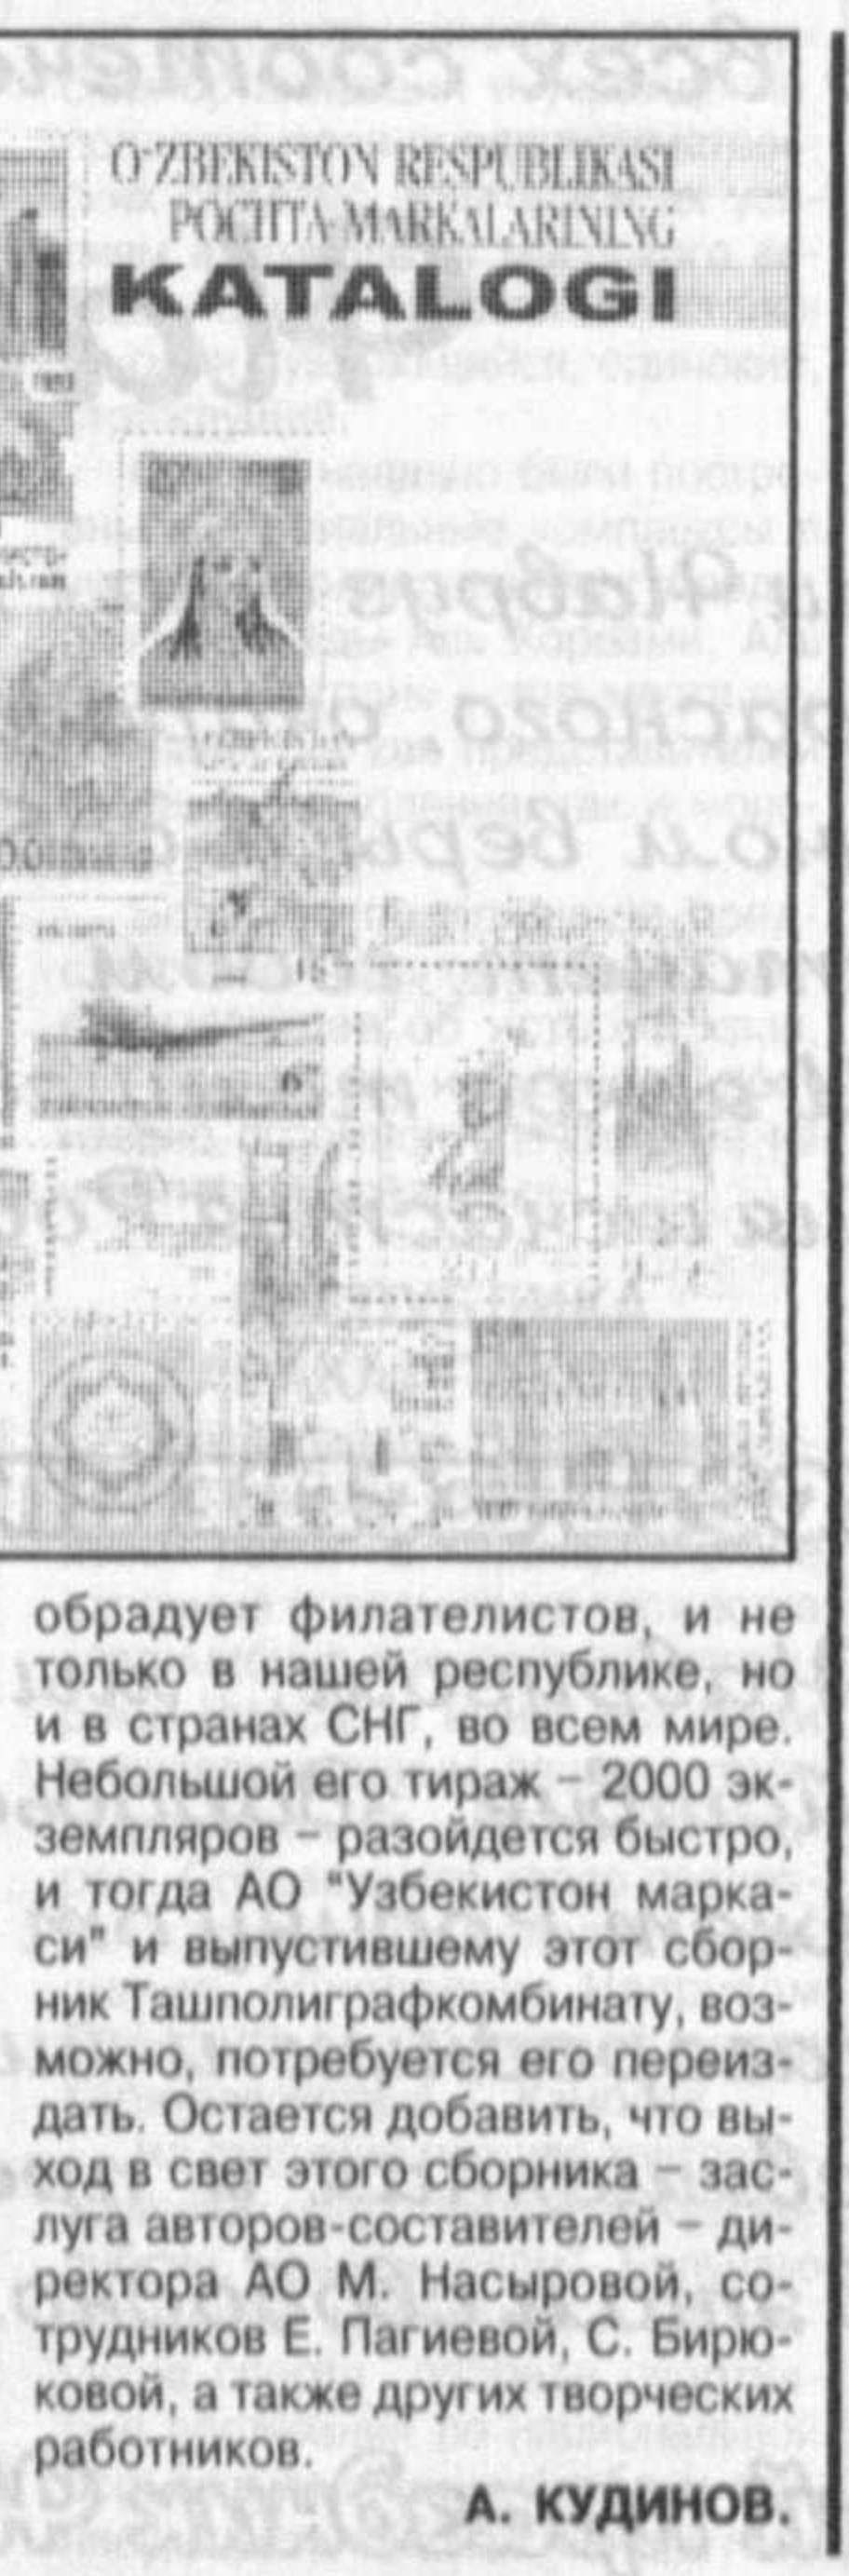 O'ZBEKISTON RESPUBLIKASI
POCHTA MARKALARINING
KATALOGI
обрадует филателистов, и не
только в нашей республике, но
и в странах СНГ, во всем мире.
Небольшой его тираж – 2000 эк-
земпляров – разойдется быстро,
и тогда АО "Узбекистон марка-
си" и выпустившему этот сбор-
ник Ташполиграфкомбинату, воз-
можно, потребуется его переиз-
дать. Остается добавить, что вы-
ход в свет этого сборника – зас-
луга авторов-составителей – ди-
ректора АО М. Насыровой, со-
трудников Е. Пагиевой, С. Бирю-
ковой, а также других творческих
работников.
А. КУДИНОВ.